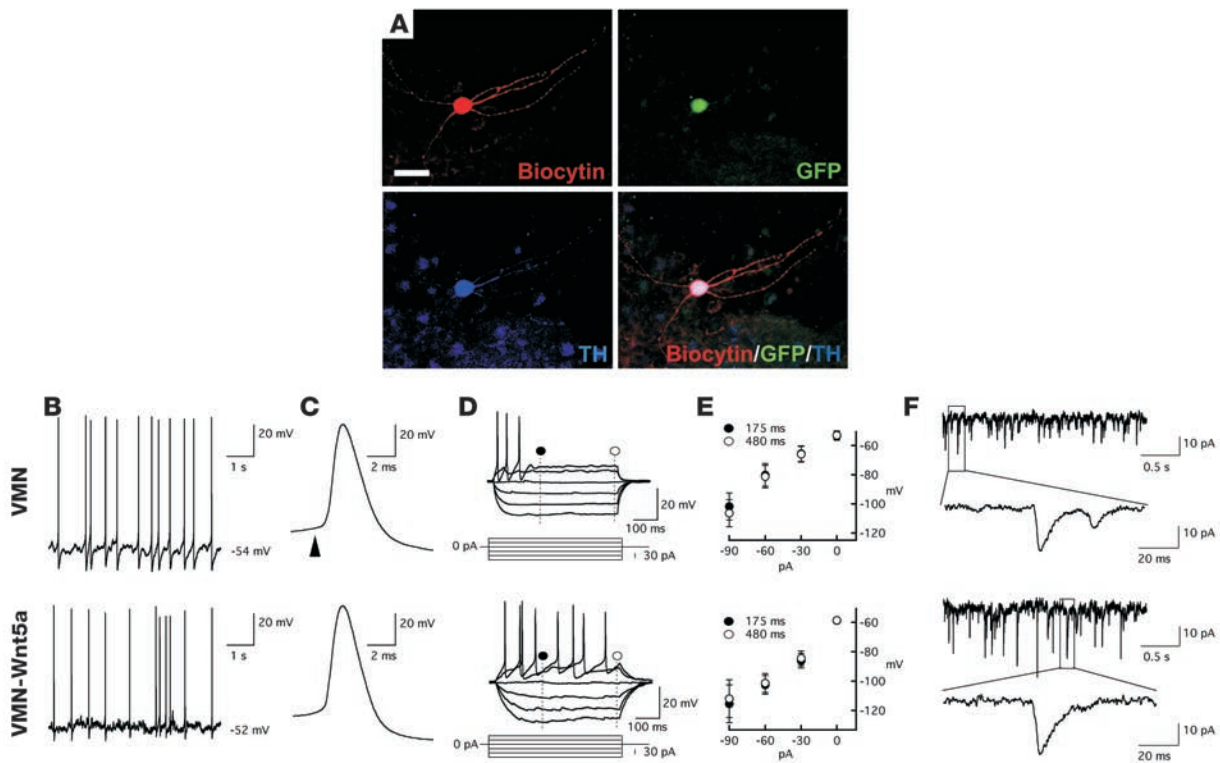 A
Biocytin
GFP
TH
Biocytin/GFP/TH
B
C
D
E
F
VMN
20 mV
1 s
-54 mV
20 mV
2 ms
20 mV
100 ms
0 pA
30 pA
175 ms
480 ms
-60
-80
-100
-120
mV
-90
-60
-30
0
pA
10 pA
0.5 s
10 pA
20 ms
VMN-Wnt5a
20 mV
1 s
-52 mV
20 mV
2 ms
20 mV
100 ms
0 pA
30 pA
175 ms
480 ms
-60
-80
-100
-120
mV
-90
-60
-30
0
pA
10 pA
0.5 s
10 pA
20 ms